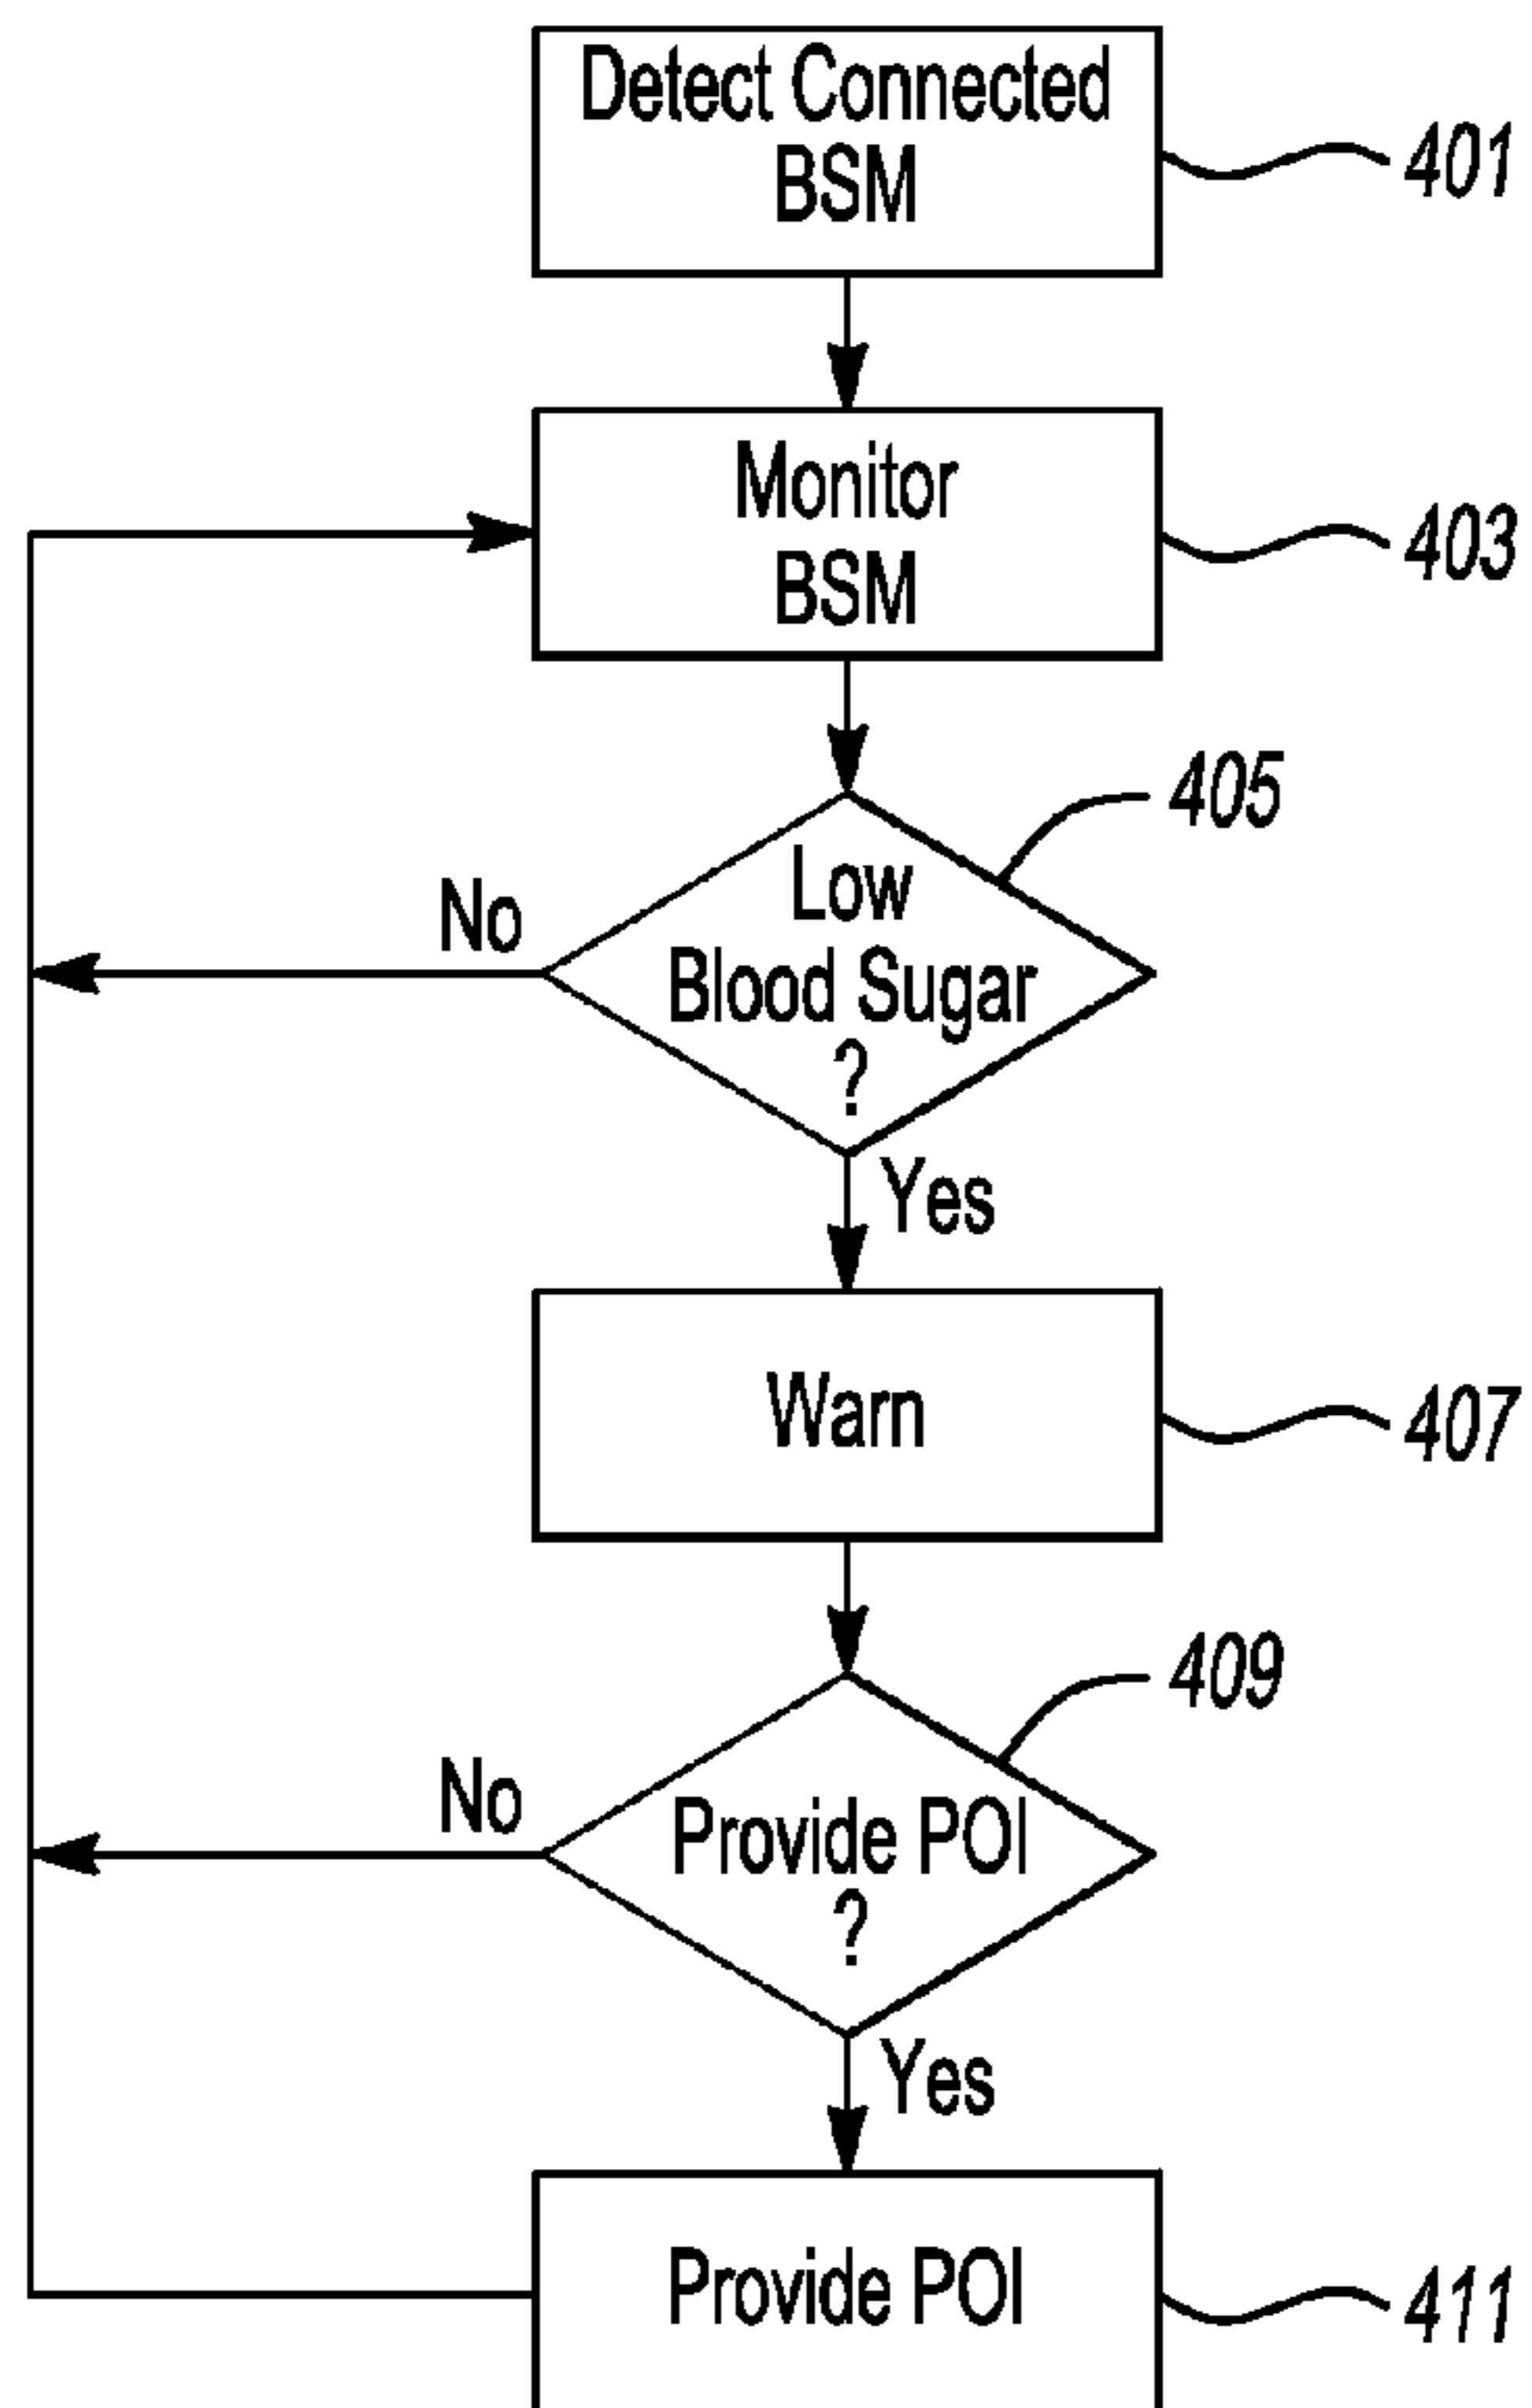 Detect Connected
BSM
401
Monitor
BSM
403
405
Low
Blood Sugar
?
No
Yes
Warn
407
409
Provide POI
?
No
Yes
Provide POI
411